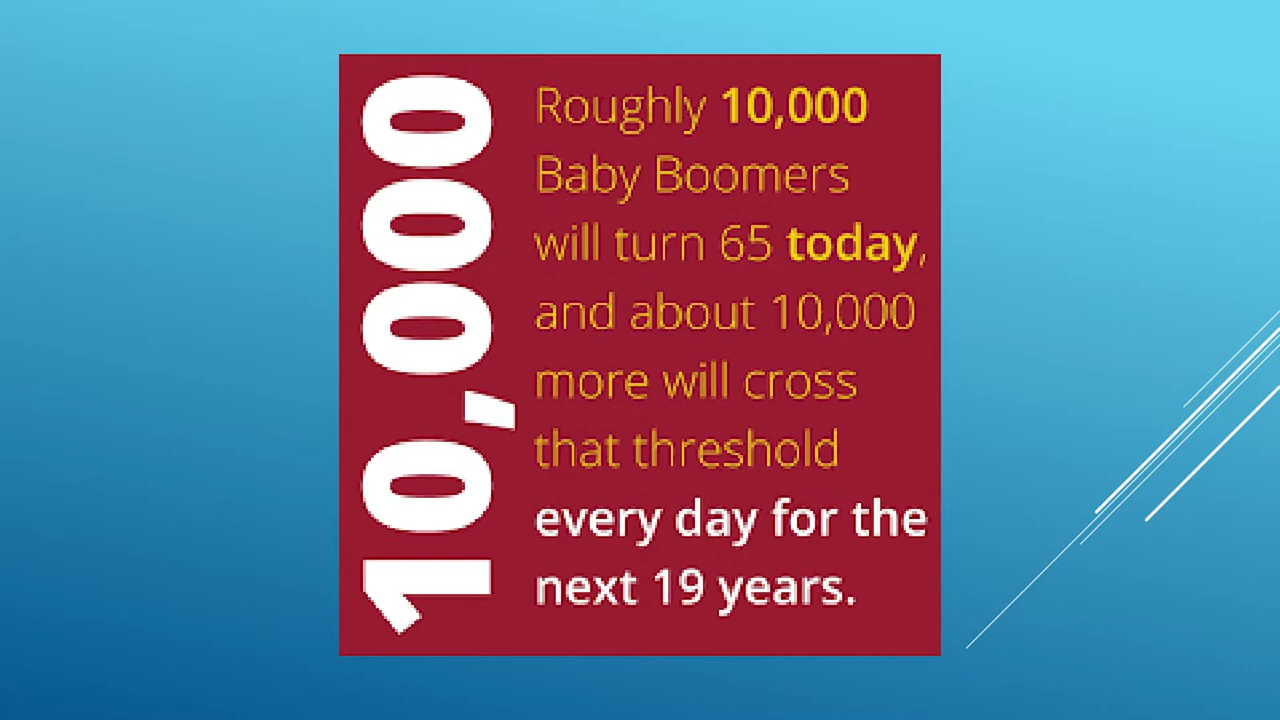 10,000
Roughly 10,000
Baby Boomers
will turn 65 today,
and about 10,000
more will cross
that threshold
every day for the
next 19 years.